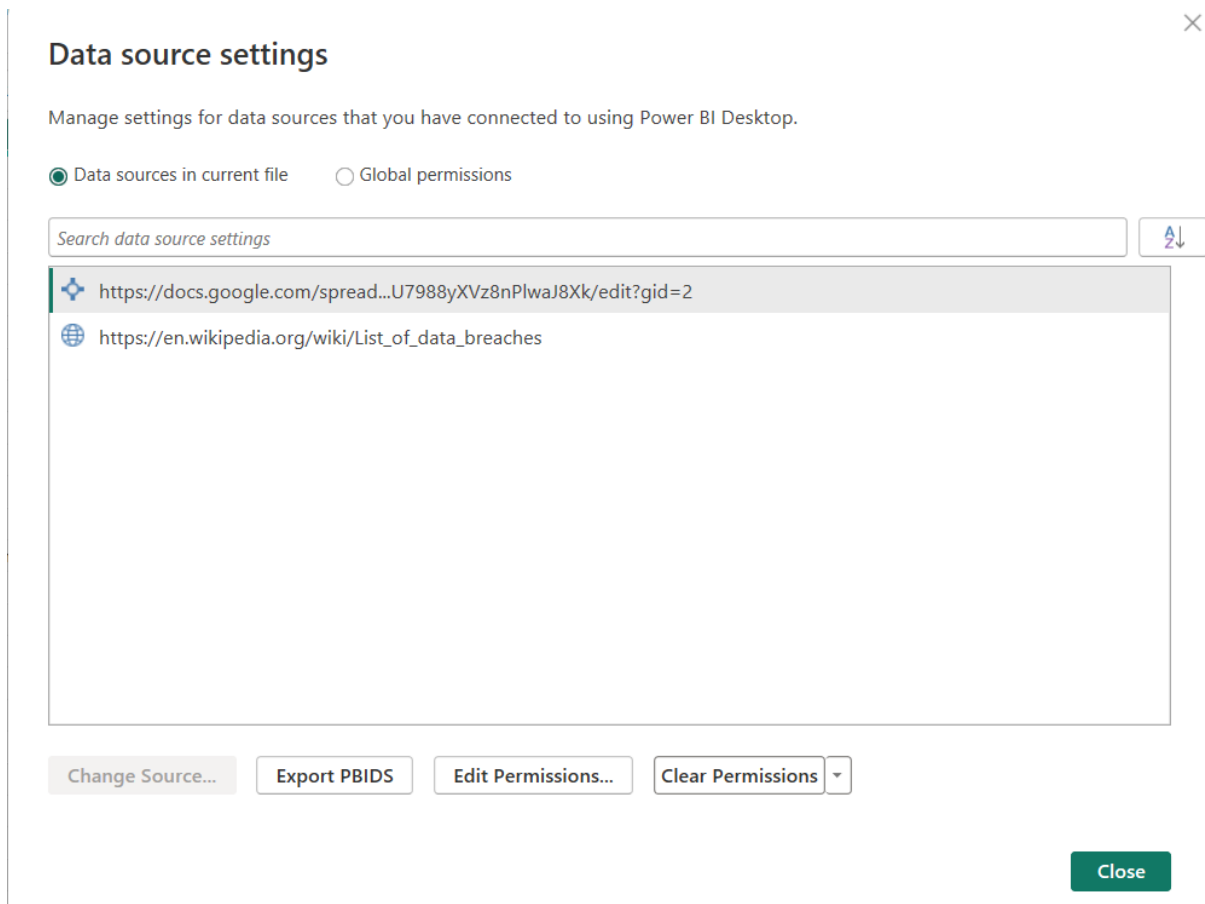 Data source settings
Manage settings for data sources that you have connected to using Power BI Desktop.
Data sources in current file Global permissions
Search data source settings
A
Z
https://docs.google.com/spread...U7988yXVz8nPlwaJ8Xk/edit?gid=2
https://en.wikipedia.org/wiki/List_of_data_breaches
Change Source... Export PBIDS Edit Permissions... Clear Permissions
Close